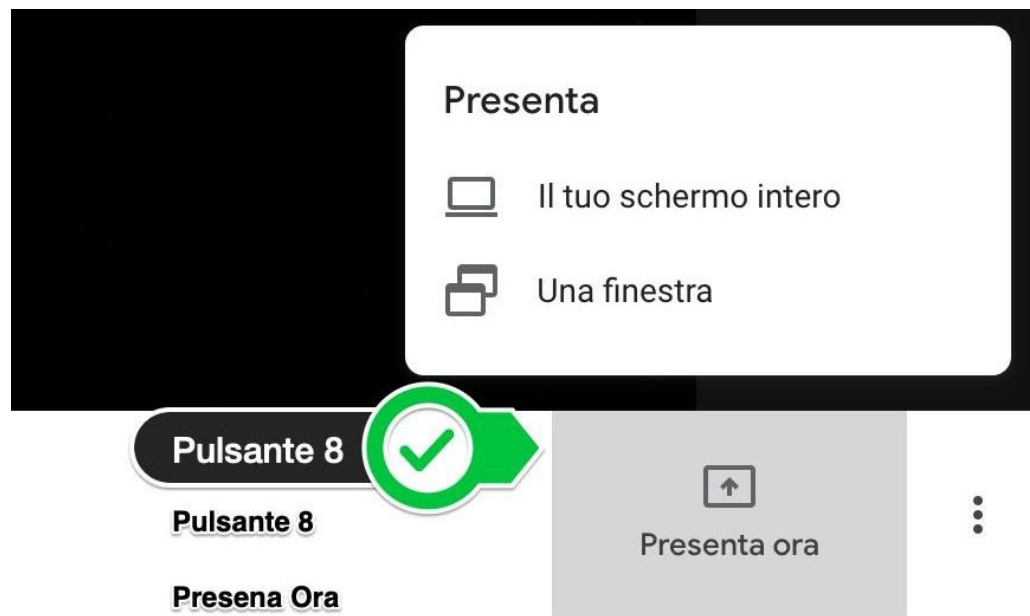 Presenta
Il tuo schermo intero
Una finestra
Pulsante 8
Pulsante 8
Presena Ora
Presenta ora